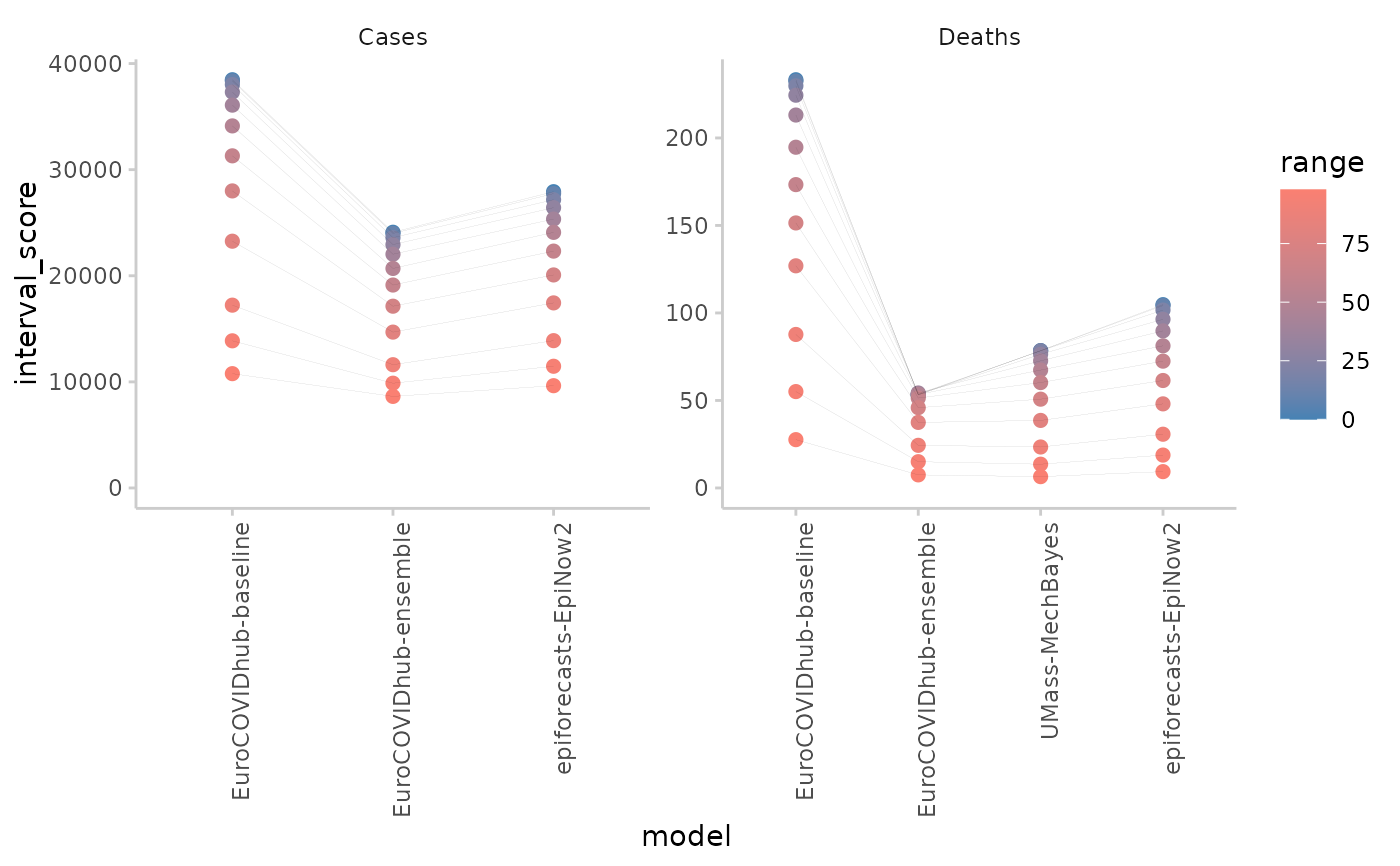 Cases
Deaths
interval_score
40000
30000
20000
10000
0
200
150
100
50
0
EuroCOVIDhub-baseline
EuroCOVIDhub-ensemble
epiforecasts-EpiNow2
EuroCOVIDhub-baseline
EuroCOVIDhub-ensemble
UMass-MechBayes
epiforecasts-EpiNow2
model
range
75
50
25
0